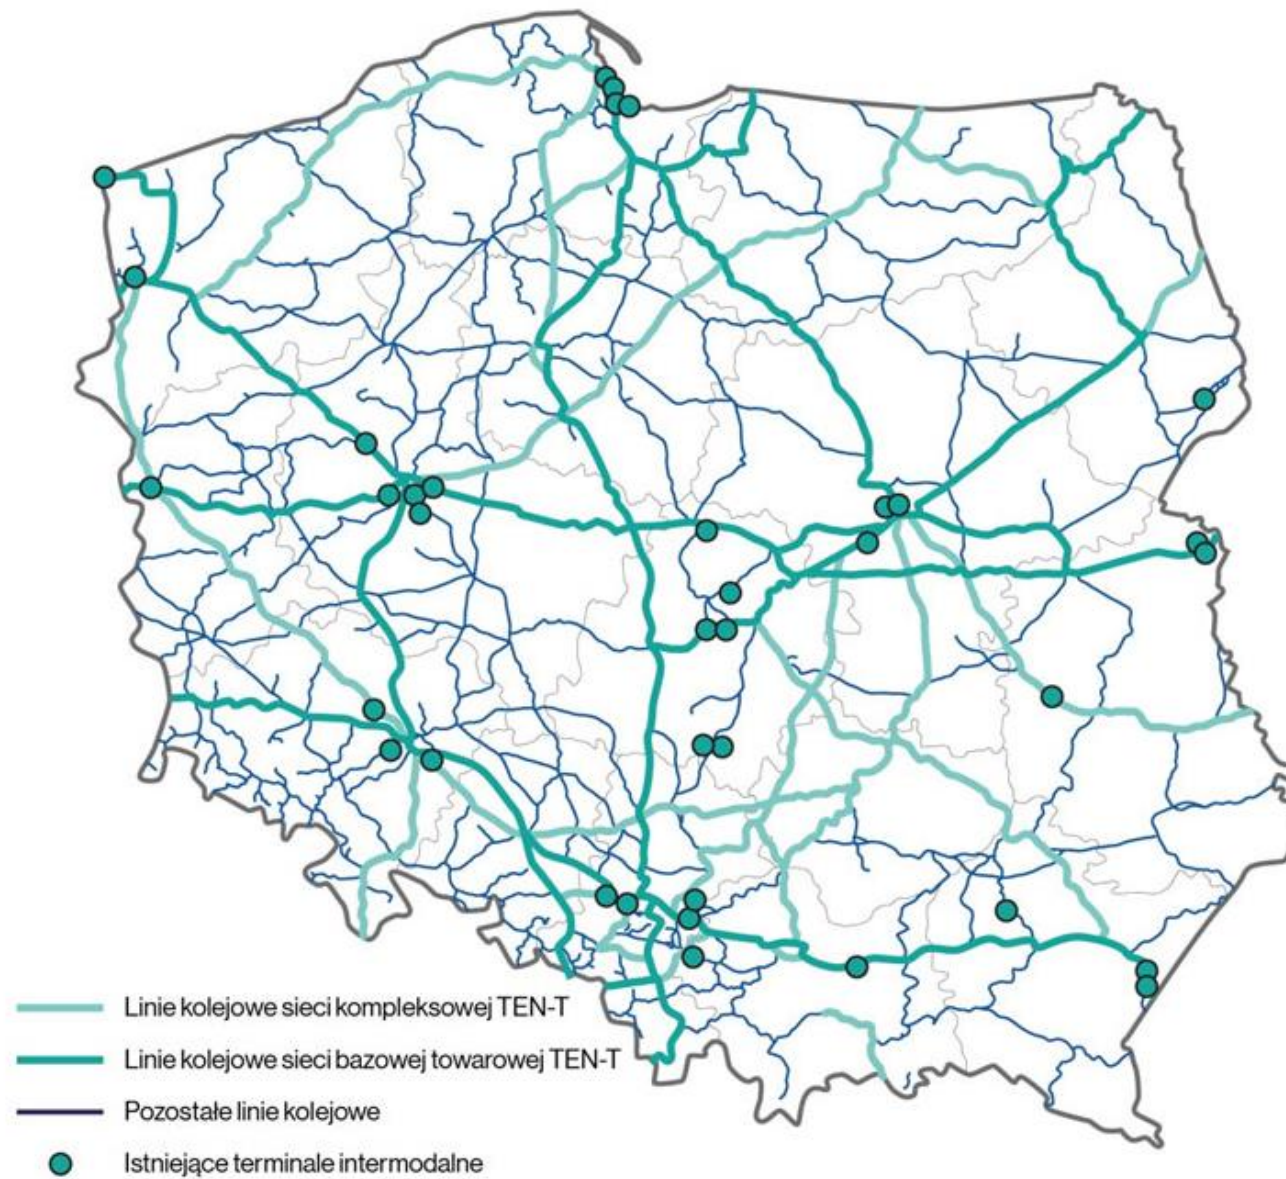 Linie kolejowe sieci kompleksowej TEN-T
Linie kolejowe sieci bazowej towarowej TEN-T
Pozostałe linie kolejowe
Istniejące terminale intermodalne